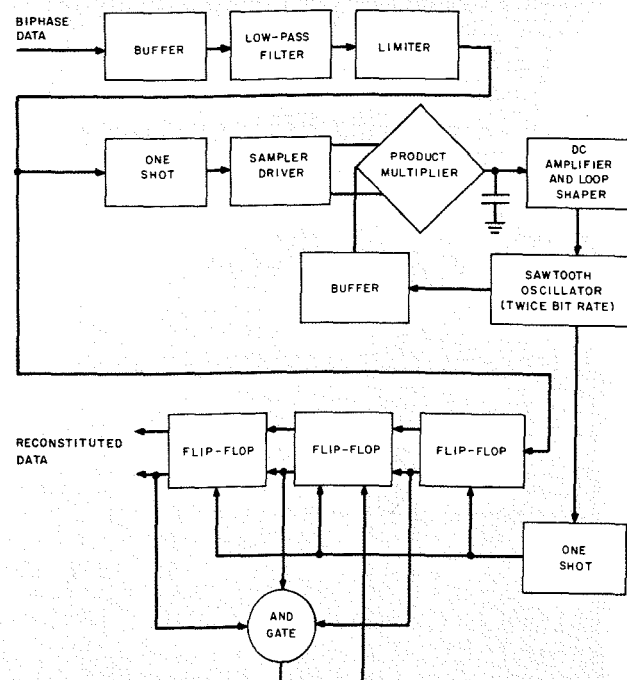 BIPHASE
DATA
BUFFER
LOW-PASS
FILTER
LIMITER
ONE
SHOT
SAMPLER
DRIVER
PRODUCT
MULTIPLIER
DC
AMPLIFIER
AND LOOP
SHAPER
BUFFER
SAWTOOTH
OSCILLATOR
(TWICE BIT RATE)
RECONSTITUTED
DATA
FLIP-FLOP
FLIP-FLOP
FLIP-FLOP
ONE
SHOT
AND
GATE